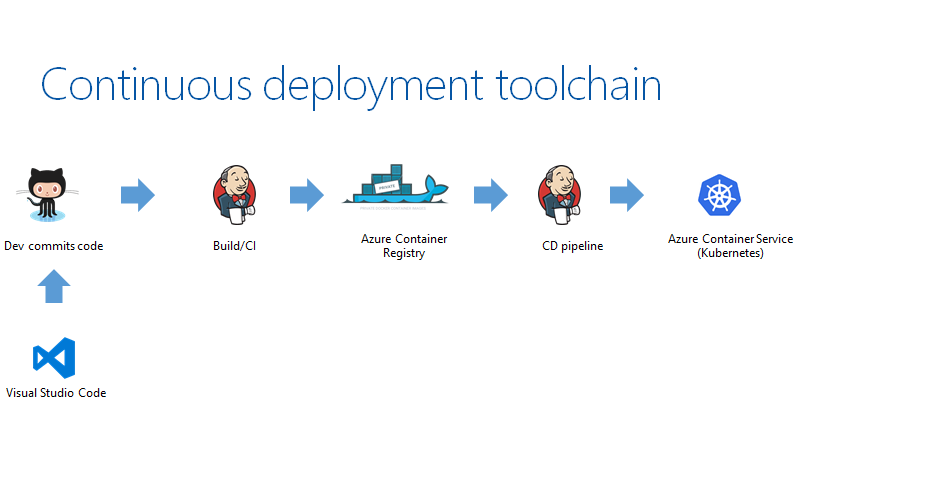 Continuous deployment toolchain
PRIVATE
Dev commits code
Build/CI
Azure Container
Registry
CD pipeline
Azure Container Service
(Kubernetes)
Visual Studio Code